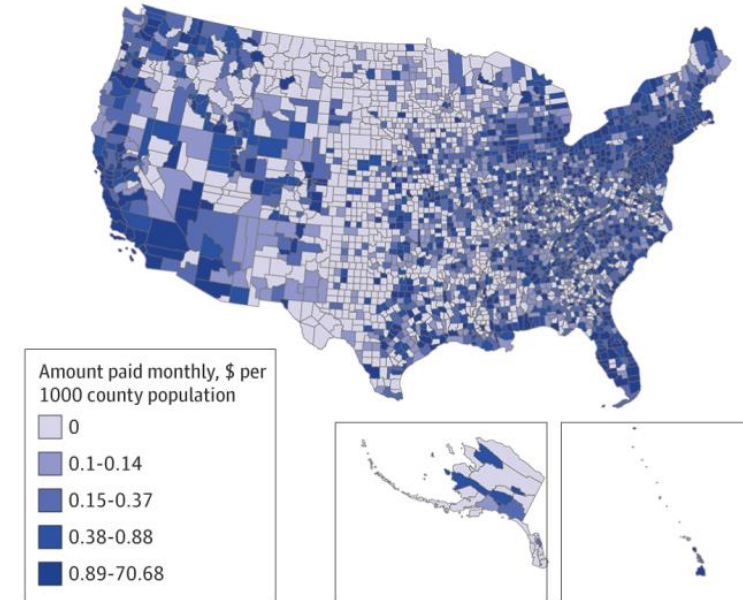 Amount paid monthly, $ per
1000 county population
0
0.1-0.14
0.15-0.37
0.38-0.88
0.89-70.68